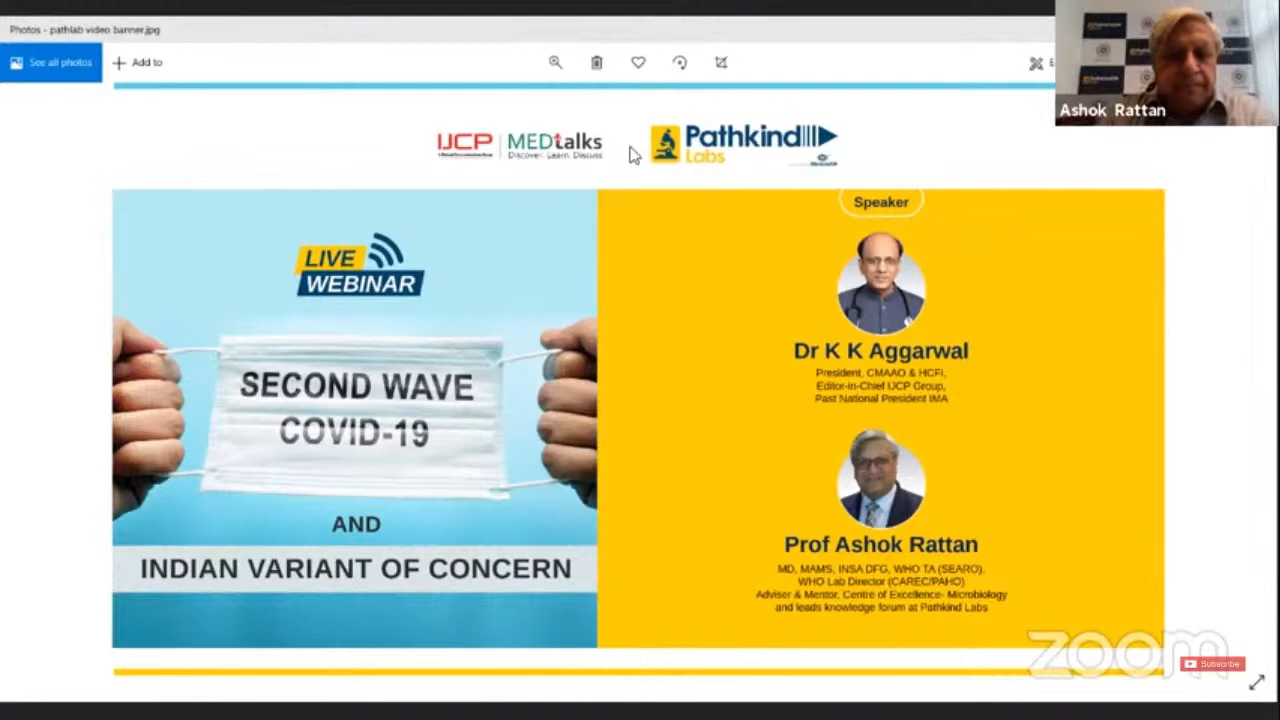 Photos - pathlab video banner.jpg
See all photos
Add to
E
Ashok Rattan
IJCP
MEDtalks
Discover. Learn. Discuss
Pathkind
Labs
LIVE
WEBINAR
SECOND WAVE
COVID-19
AND
INDIAN VARIANT OF CONCERN
Speaker
Dr K K Aggarwal
President, CMAAO & HCFI,
Editor-in-Chief IJCP Group,
Past National President IMA
Prof Ashok Rattan
MD, MAMS, INSA DFG, WHO TA (SEARO),
WHO Lab Director (CAREC/PAHO)
Adviser & Mentor, Centre of Excellence- Microbiology
and leads knowledge forum at Pathkind Labs
zoom
Subscribe